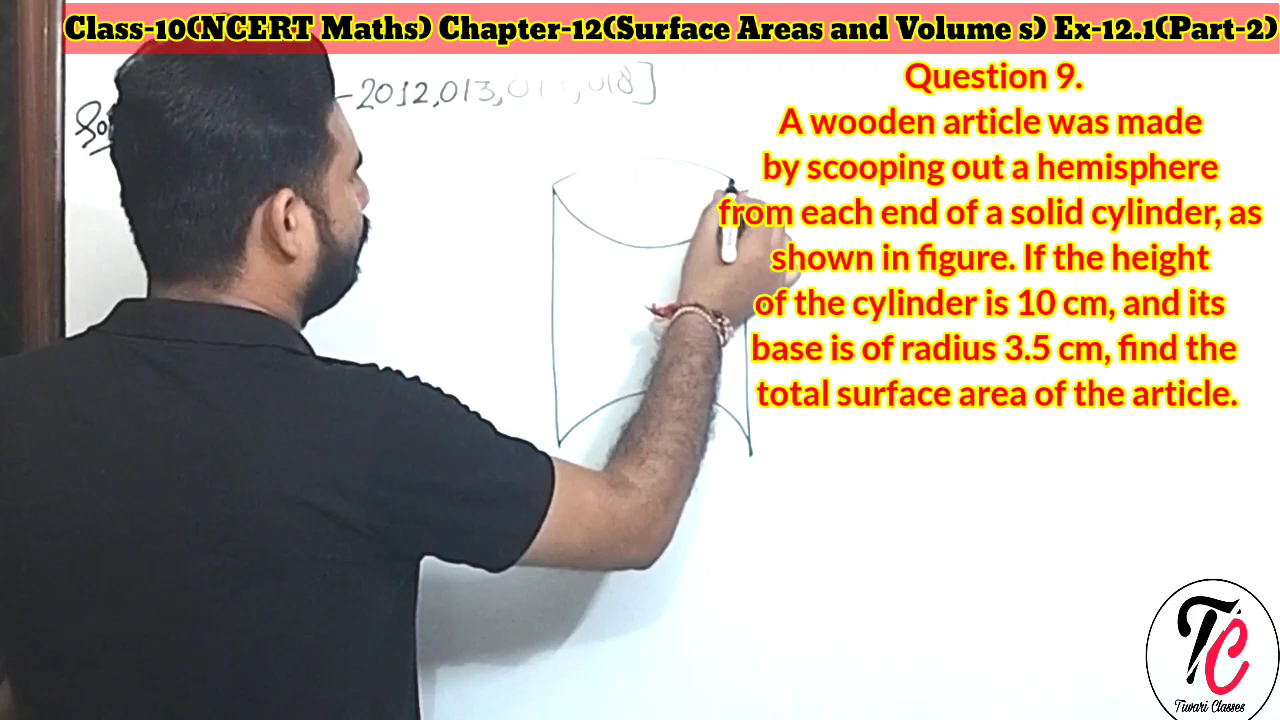 Class-10(NCERT Maths) Chapter-12(Surface Areas and Volume s) Ex-12.1(Part-2)
-2012,013,
Question 9.
A wooden article was made
by scooping out a hemisphere
from each end of a solid cylinder, as
shown in figure. If the height
of the cylinder is 10 cm, and its
base is of radius 3.5 cm, find the
total surface area of the article.
TC
Tiwari Classes